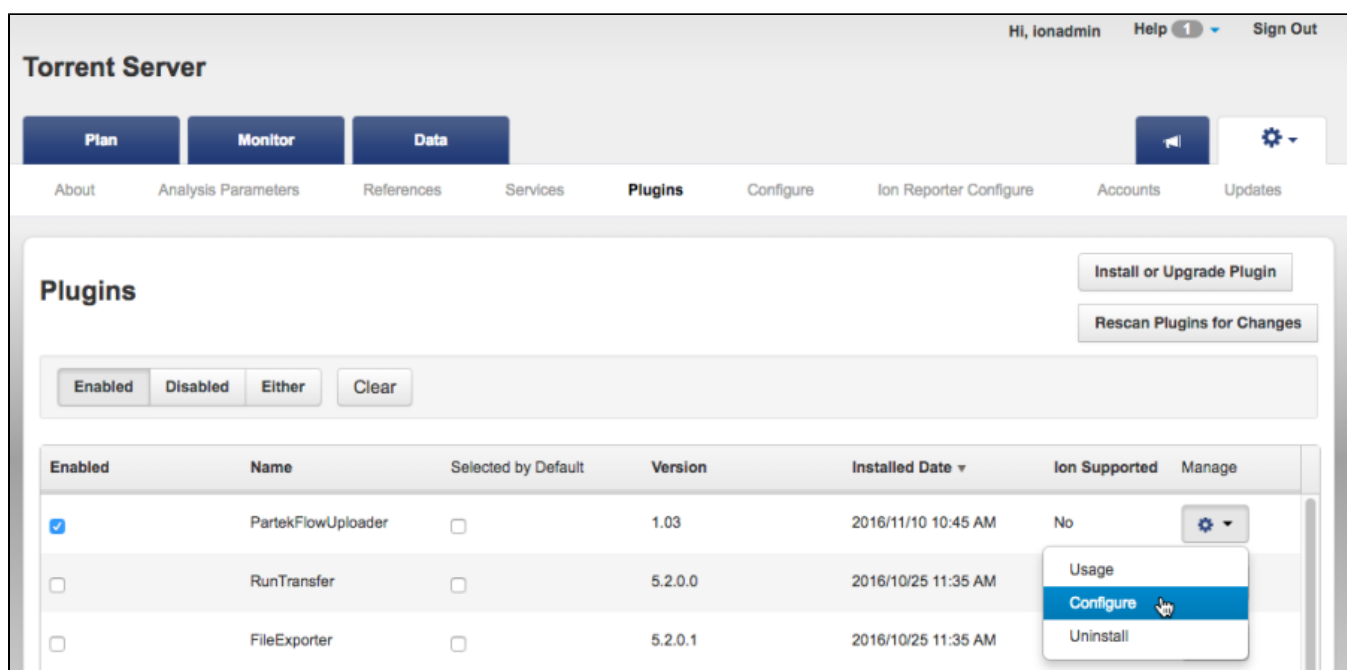 Hi, ionadmin Help 1 Sign Out
Torrent Server
Plan Monitor Data
About Analysis Parameters References Services Plugins Configure Ion Reporter Configure Accounts Updates
Plugins
Install or Upgrade Plugin
Rescan Plugins for Changes
Enabled Disabled Either Clear
Enabled Name Selected by Default Version Installed Date Ion Supported Manage
PartekFlowUploader 1.03 2016/11/10 10:45 AM No
Usage
RunTransfer 5.2.0.0 2016/10/25 11:35 AM
Configure
FileExporter 5.2.0.1 2016/10/25 11:35 AM
Uninstall